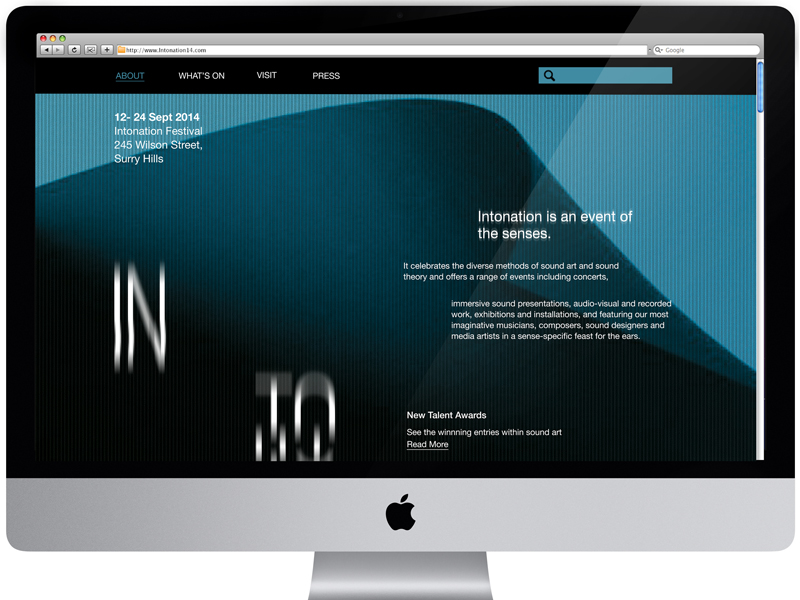 http://www.Intonation14.com
Google
ABOUT WHAT'S ON VISIT PRESS
12- 24 Sept 2014
Intonation Festival
245 Wilson Street,
Surry Hills
Intonation is an event of
the senses.
It celebrates the diverse methods of sound art and sound
theory and offers a range of events including concerts,
immersive sound presentations, audio-visual and recorded
work, exhibitions and installations, and featuring our most
imaginative musicians, composers, sound designers and
media artists in a sense-specific feast for the ears.
IN
TO
New Talent Awards
See the winnning entries within sound art
Read More